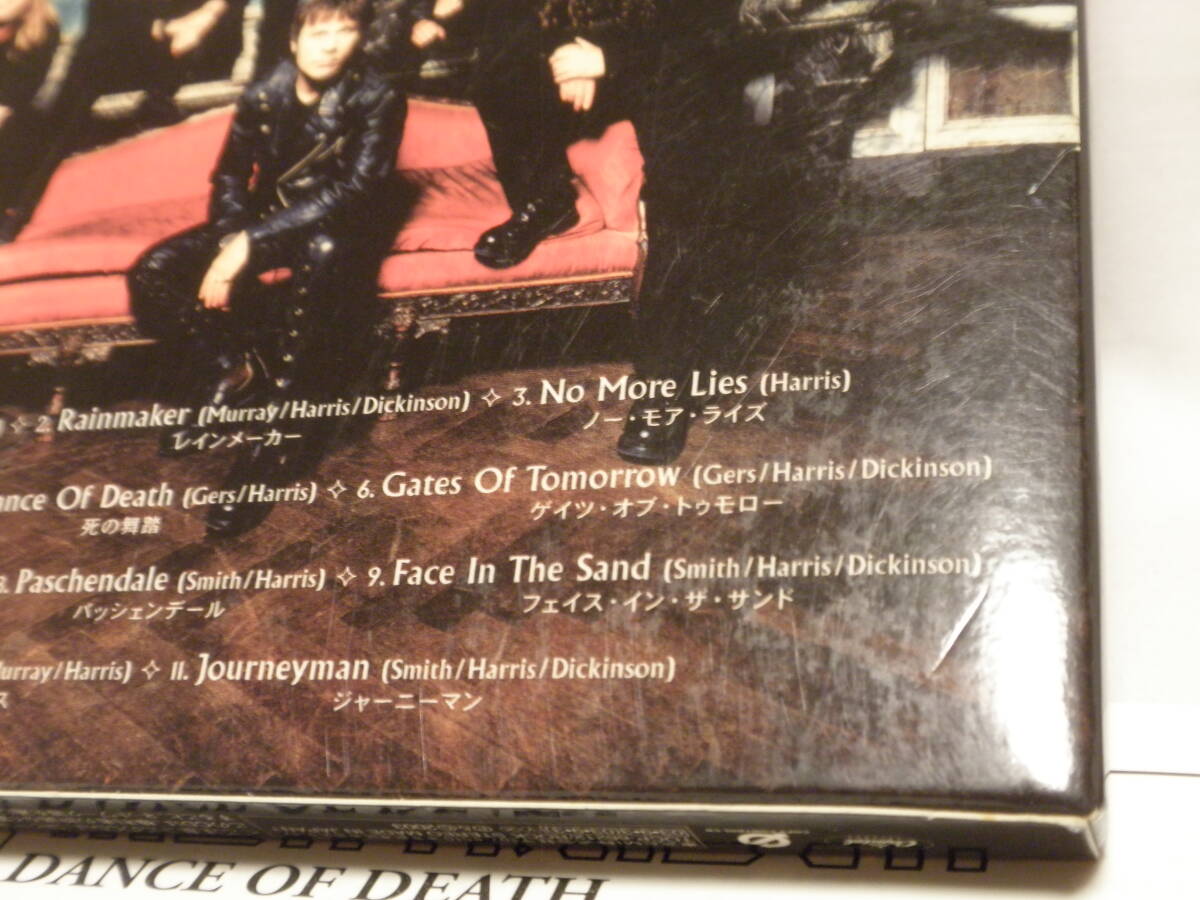 ✧ 2. Rainmaker (Murray/Harris/Dickinson) ✧ 3. No More Lies (Harris)
レインメーカー ノー・モア・ライズ
Of Death (Gers/Harris) ✧ 6. Gates Of Tomorrow (Gers/Harris/Dickinson)
死の舞踏 ゲイツ・オブ・トゥモロー
Paschendale (Smith/Harris) ✧ 9. Face In The Sand (Smith/Harris/Dickinson)
パッシェンデール フェイス・イン・ザ・サンド
/Harris) ✧ 11. Journeyman (Smith/Harris/Dickinson)
ス ジャーニーマン
DANCE OF DEATH